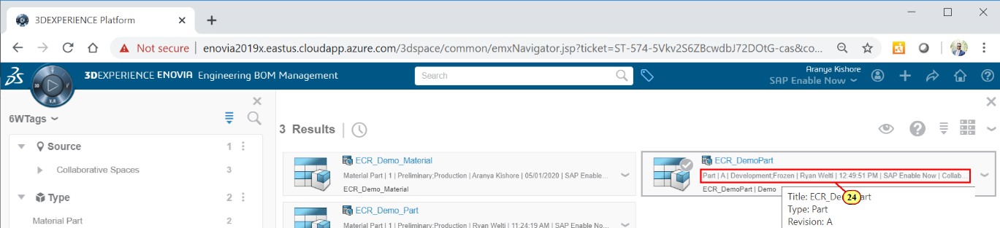 3DEXPERIENCE Platform
Not secure | enovia2019x.eastus.cloudapp.azure.com/3dspace/common/emxNavigator.jsp?ticket=ST-574-5Vkv2S6ZBcwdbJ72DOtG-cas&co...
3DEXPERIENCE ENOVIA Engineering BOM Management
Search
Aranya Kishore
SAP Enable Now
3D
V.R
6WTags
Source 1
Collaborative Spaces 3
Type 2
Material Part 2
3 Results
ECR_Demo_Material
Material Part | 1 | Preliminary;Production | Aranya Kishore | 05/01/2020 | SAP Enable...
ECR_Demo_Material
ECR_DemoPart
Part | A | Development;Frozen | Ryan Welti | 12:49:51 PM | SAP Enable Now | Collab...
ECR_DemoPart | Demo
24
Title: ECR_De art
Type: Part
Revision: A
ECR_Demo_Part
Material Part | 1 | Preliminary;Production | Ryan Welti | 11:24:19 AM | SAP Enable No...